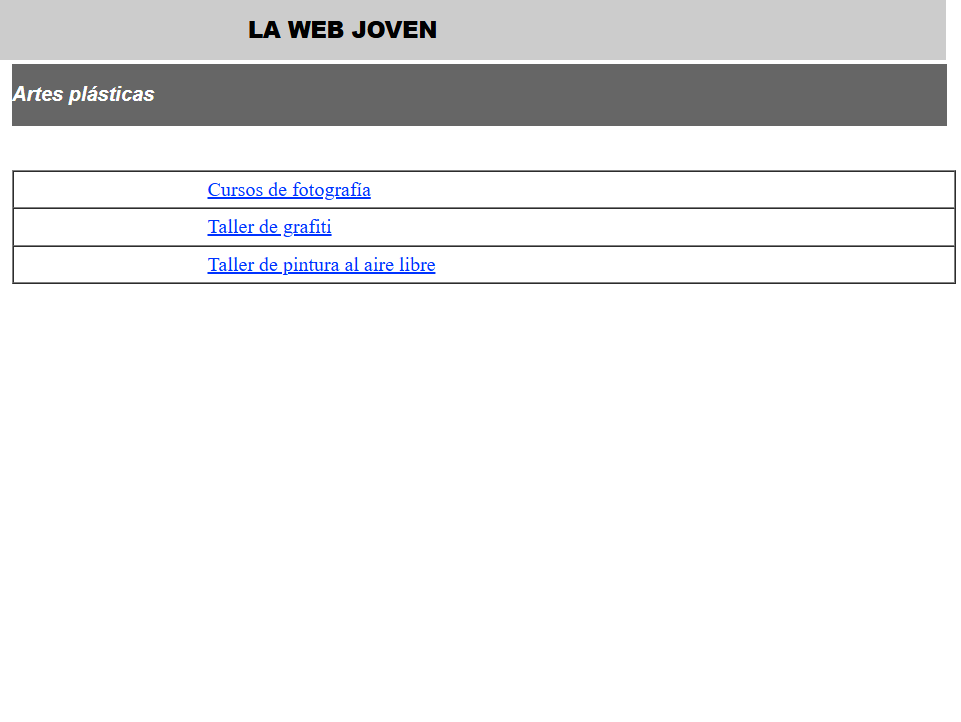 LA WEB JOVEN
Artes plásticas
Cursos de fotografía
Taller de grafiti
Taller de pintura al aire libre